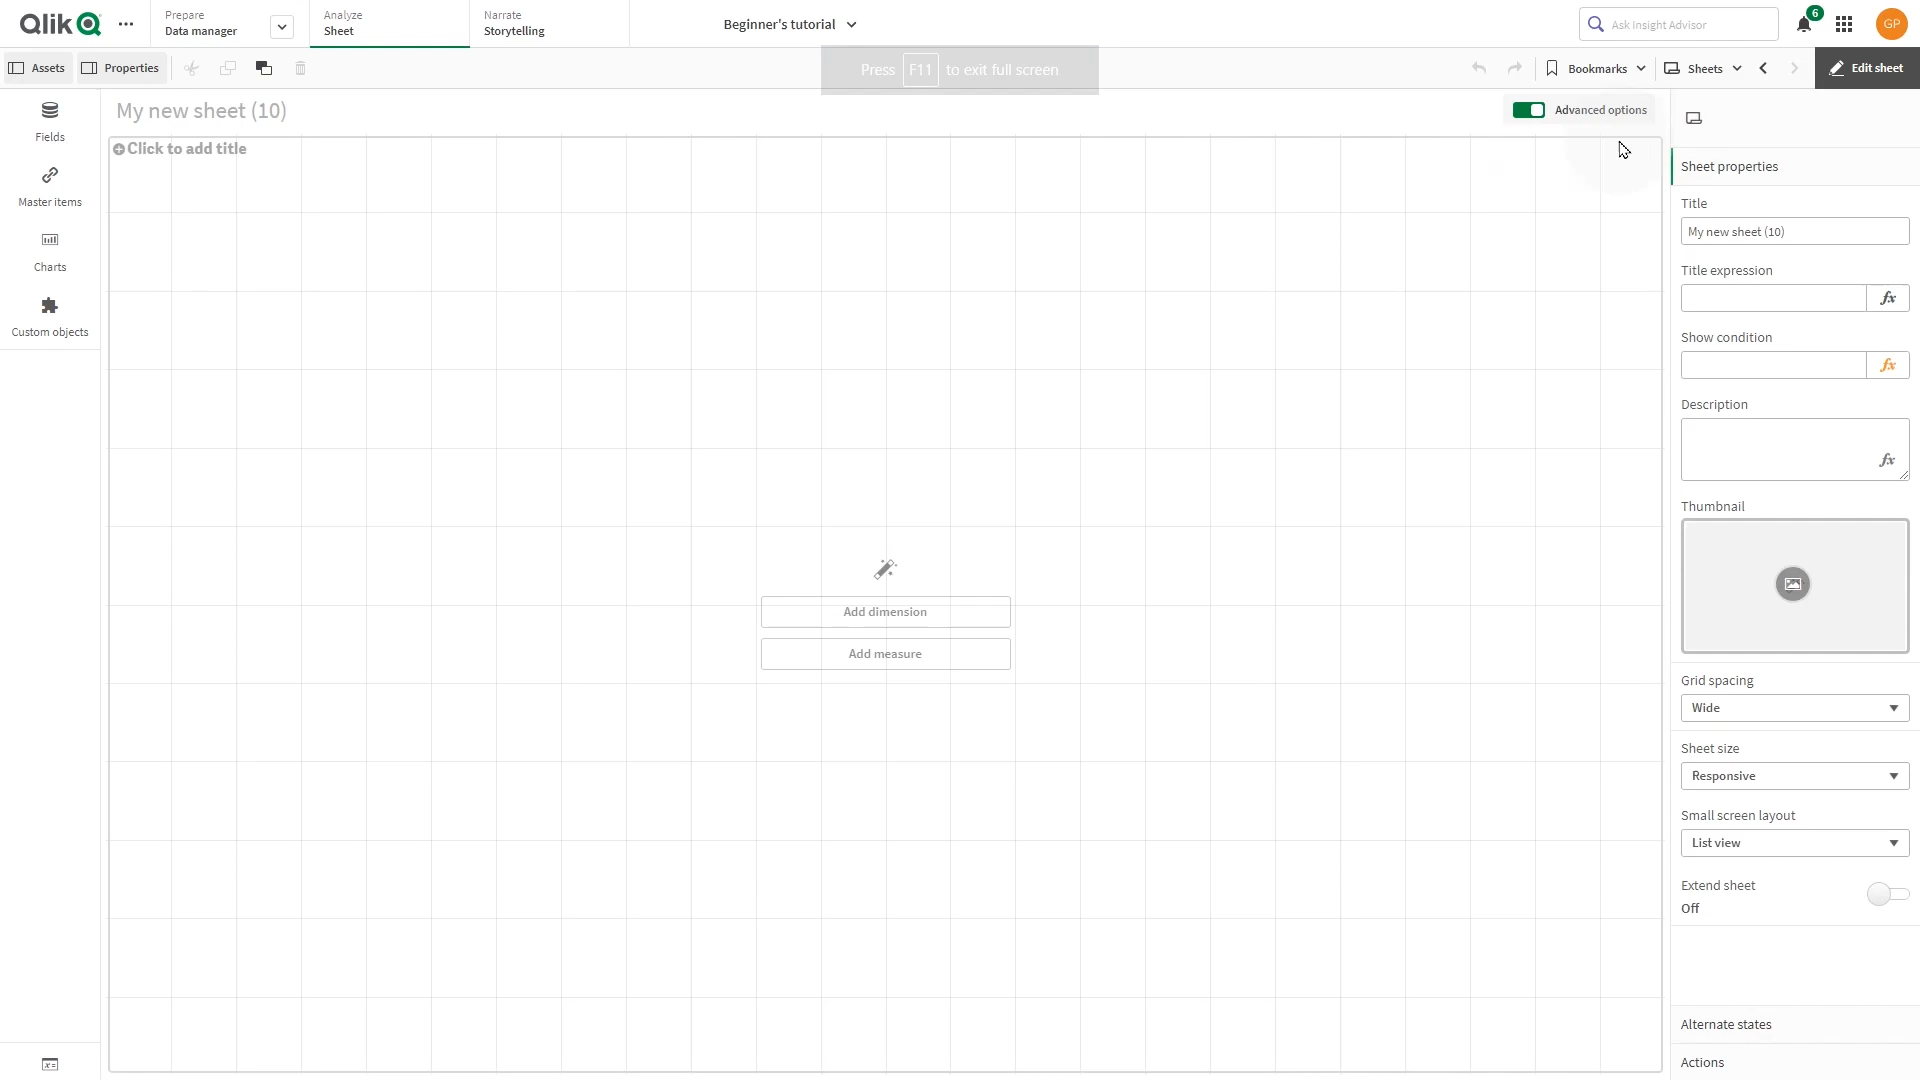 Qlik
Prepare
Data manager
Analyze
Sheet
Narrate
Storytelling
Beginner's tutorial
Ask Insight Advisor
6
GP
Assets
Properties
Press F11 to exit full screen
Bookmarks
Sheets
Edit sheet
My new sheet (10)
Advanced options
Click to add title
Fields
Master items
Charts
Custom objects
Add dimension
Add measure
Sheet properties
Title
My new sheet (10)
Title expression
fx
Show condition
fx
Description
fx
Thumbnail
Grid spacing
Wide
Sheet size
Responsive
Small screen layout
List view
Extend sheet
Off
Alternate states
Actions